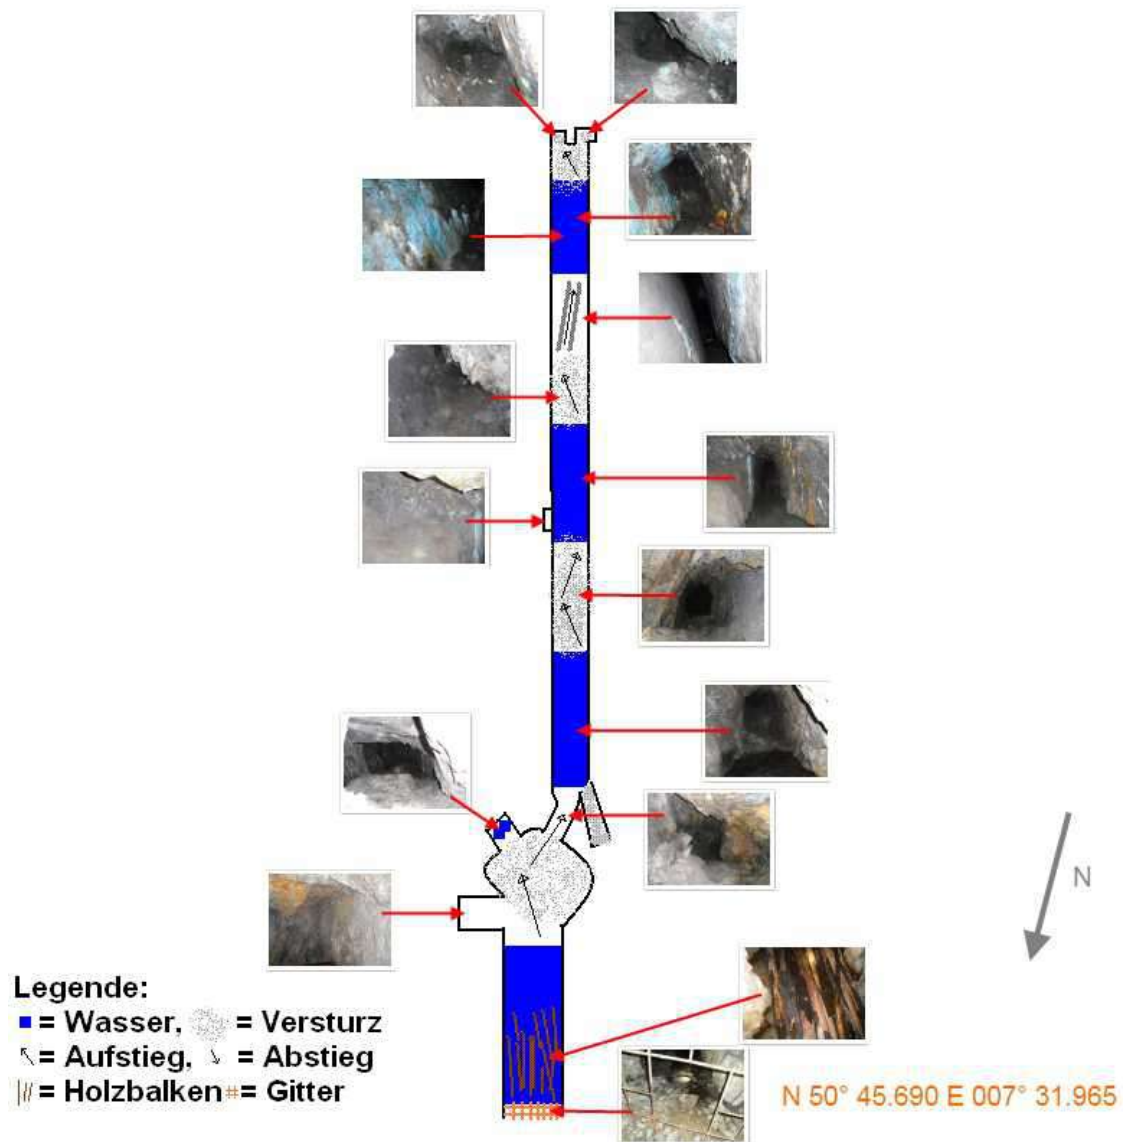 N
Legende:
= Wasser, = Versturz
= Aufstieg, = Abstieg
= Holzbalken = Gitter
N 50° 45.690 E 007° 31.965